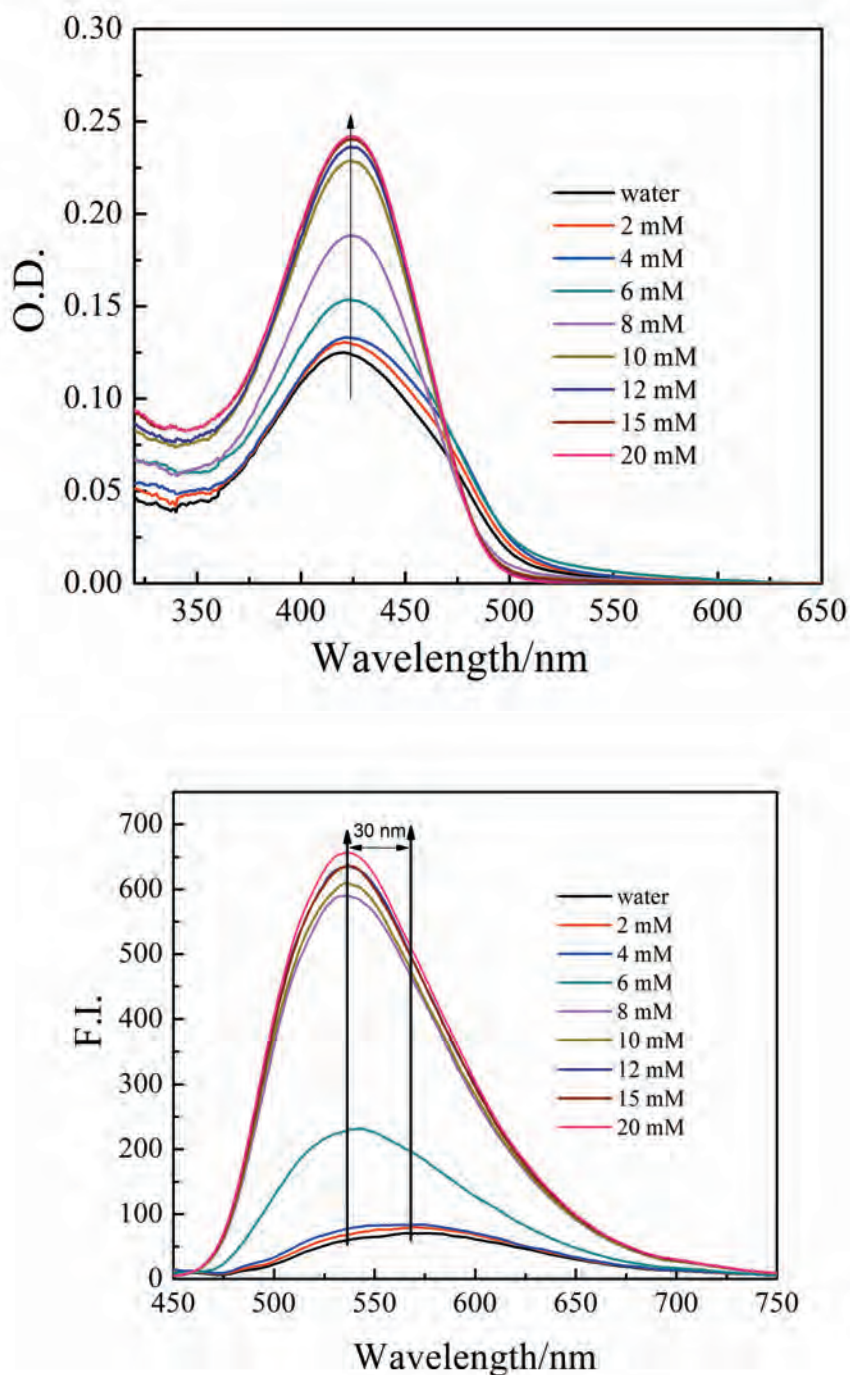 0.30
0.25
0.20
0.15
0.10
0.05
0.00
O.D.
water
2 mM
4 mM
6 mM
8 mM
10 mM
12 mM
15 mM
20 mM
350 400 450 500 550 600 650
Wavelength/nm
700
600
500
400
300
200
100
0
F.I.
30 nm
water
2 mM
4 mM
6 mM
8 mM
10 mM
12 mM
15 mM
20 mM
450 500 550 600 650 700 750
Wavelength/nm